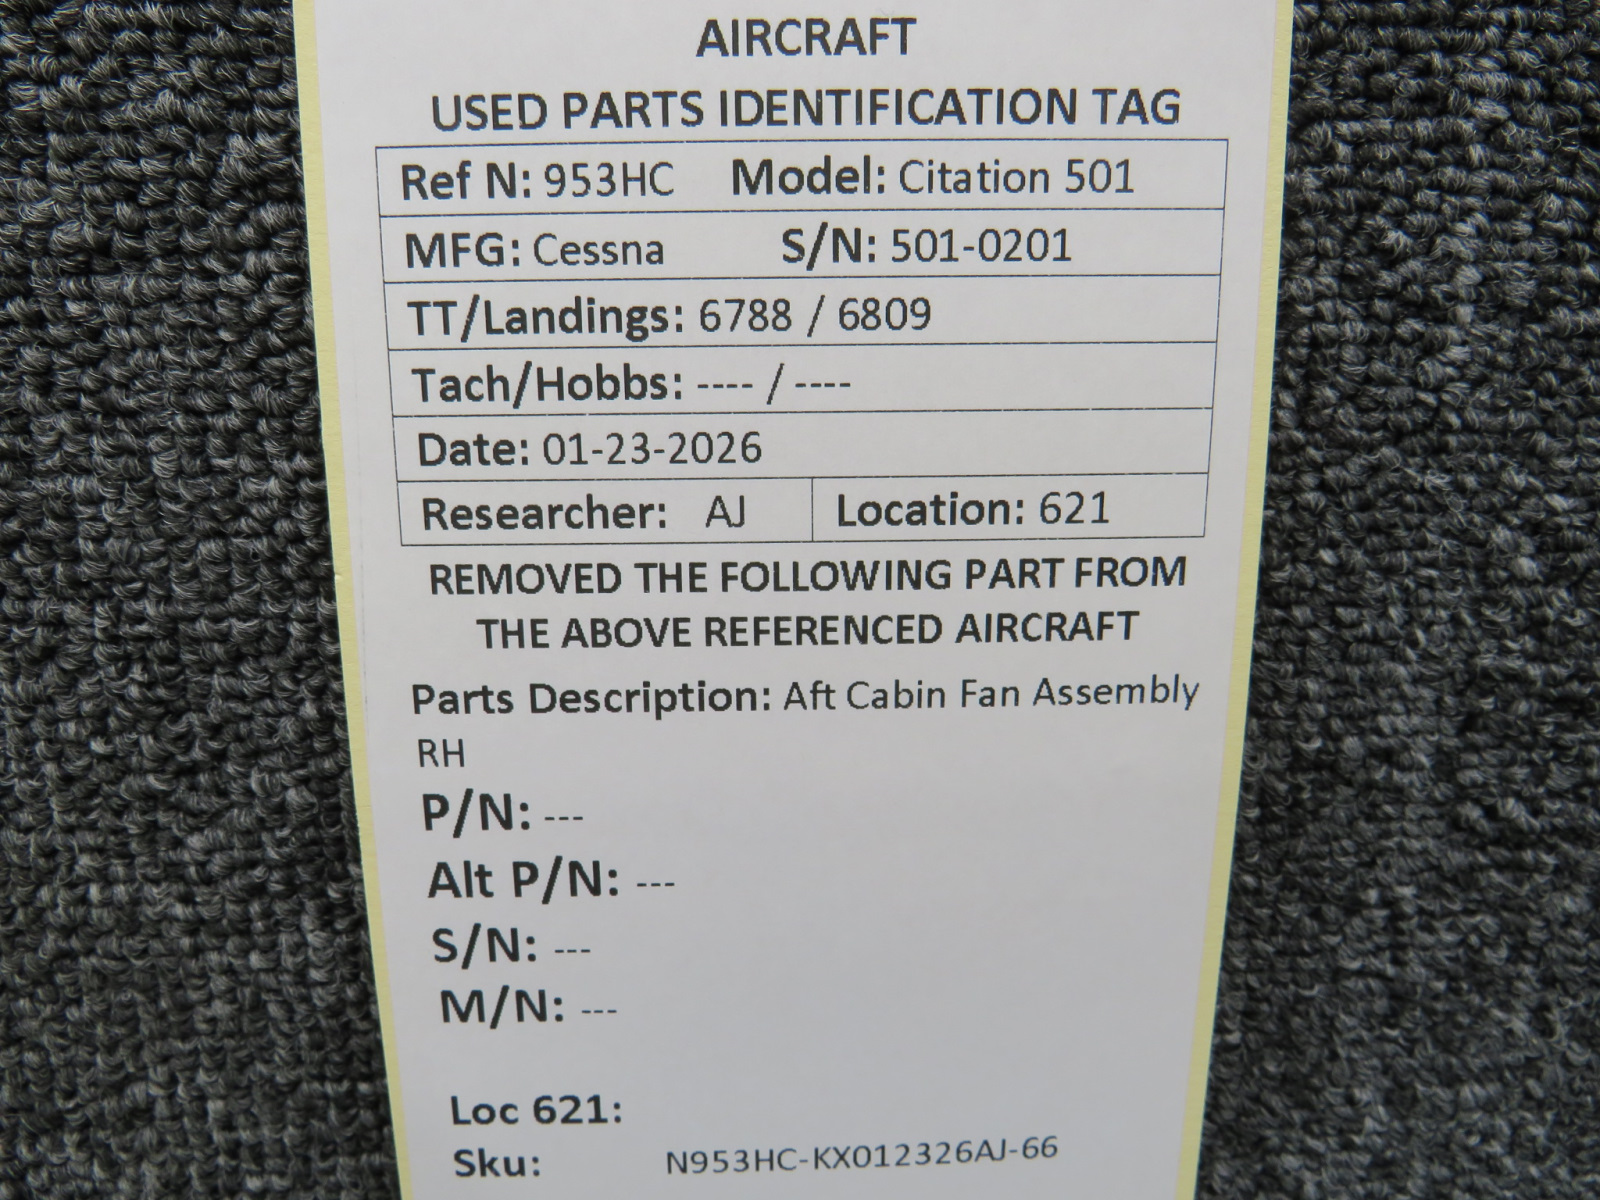 AIRCRAFT
USED PARTS IDENTIFICATION TAG
Ref N: 953HC Model: Citation 501
MFG: Cessna S/N: 501-0201
TT/Landings: 6788 / 6809
Tach/Hobbs: ---- / ----
Date: 01-23-2026
Researcher: AJ Location: 621
REMOVED THE FOLLOWING PART FROM
THE ABOVE REFERENCED AIRCRAFT
Parts Description: Aft Cabin Fan Assembly
RH
P/N: ---
Alt P/N: ---
S/N: ---
M/N: ---
Loc 621:
Sku: N953HC-KX012326AJ-66